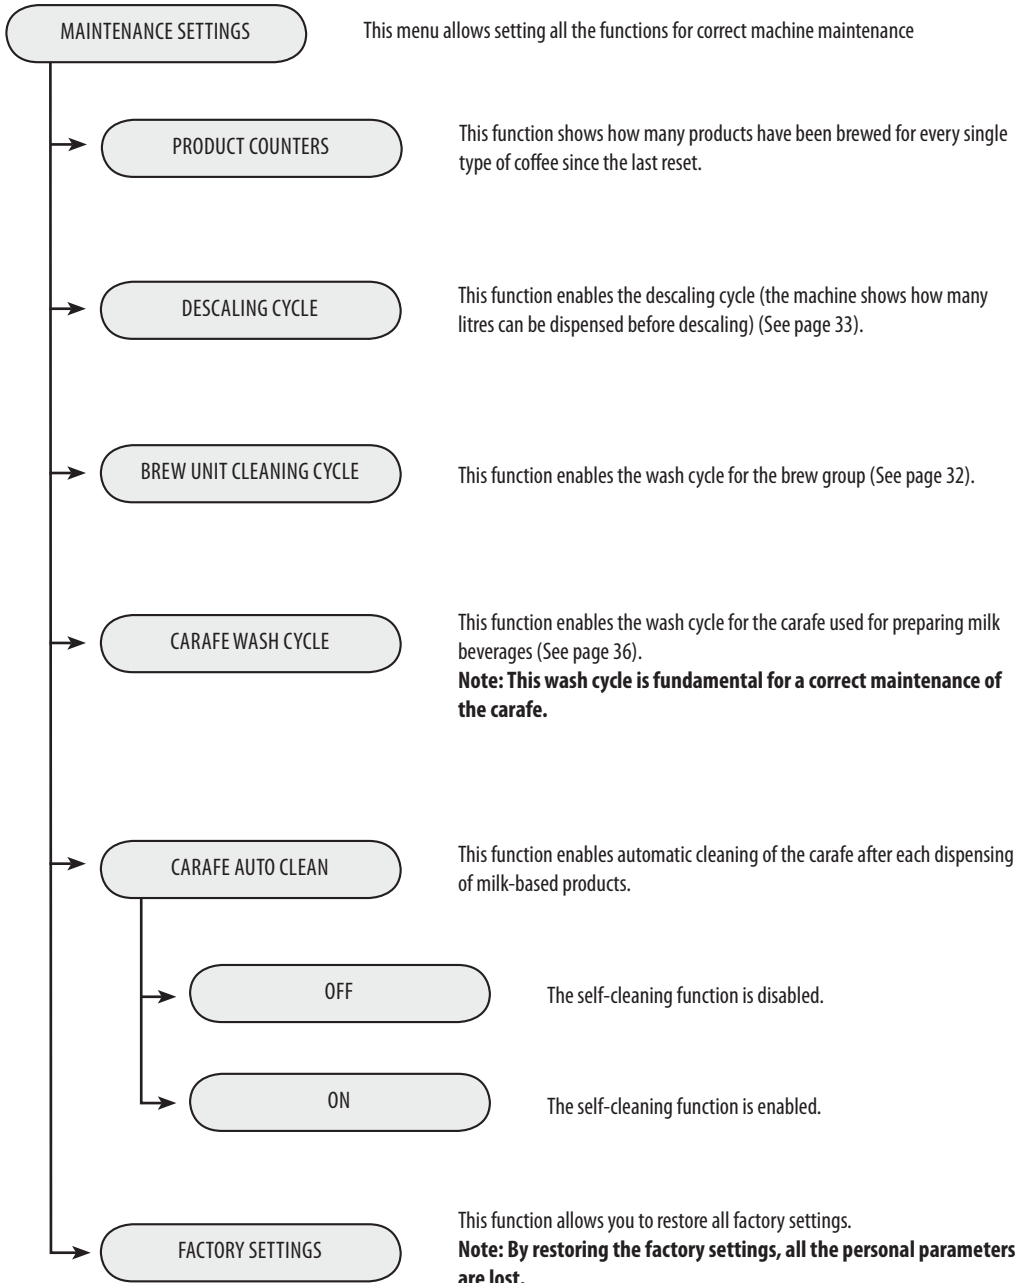 MAINTENANCE SETTINGS
This menu allows setting all the functions for correct machine maintenance
PRODUCT COUNTERS
This function shows how many products have been brewed for every single
type of coffee since the last reset.
DESCALING CYCLE
This function enables the descaling cycle (the machine shows how many
litres can be dispensed before descaling) (See page 33).
BREW UNIT CLEANING CYCLE
This function enables the wash cycle for the brew group (See page 32).
CARAFE WASH CYCLE
This function enables the wash cycle for the carafe used for preparing milk
beverages (See page 36).
Note: This wash cycle is fundamental for a correct maintenance of
the carafe.
CARAFE AUTO CLEAN
This function enables automatic cleaning of the carafe after each dispensing
of milk-based products.
OFF
The self-cleaning function is disabled.
ON
The self-cleaning function is enabled.
FACTORY SETTINGS
This function allows you to restore all factory settings.
Note: By restoring the factory settings, all the personal parameters
are lost.